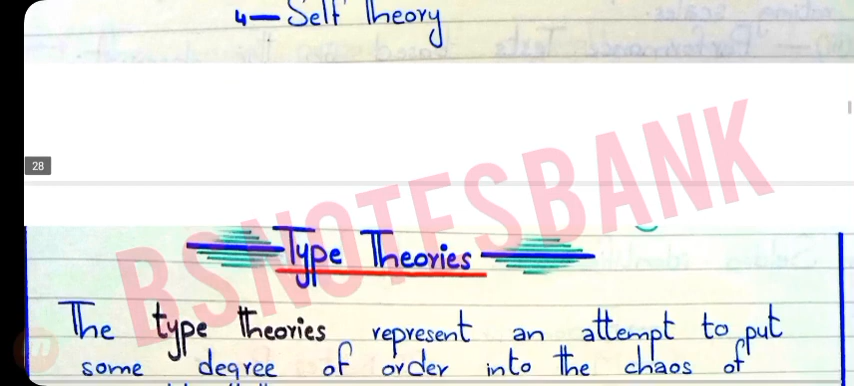 4— Self Theory
28
BSNOTESBANK
Type Theories
The type theories represent an attempt to put
some degree of order into the chaos of